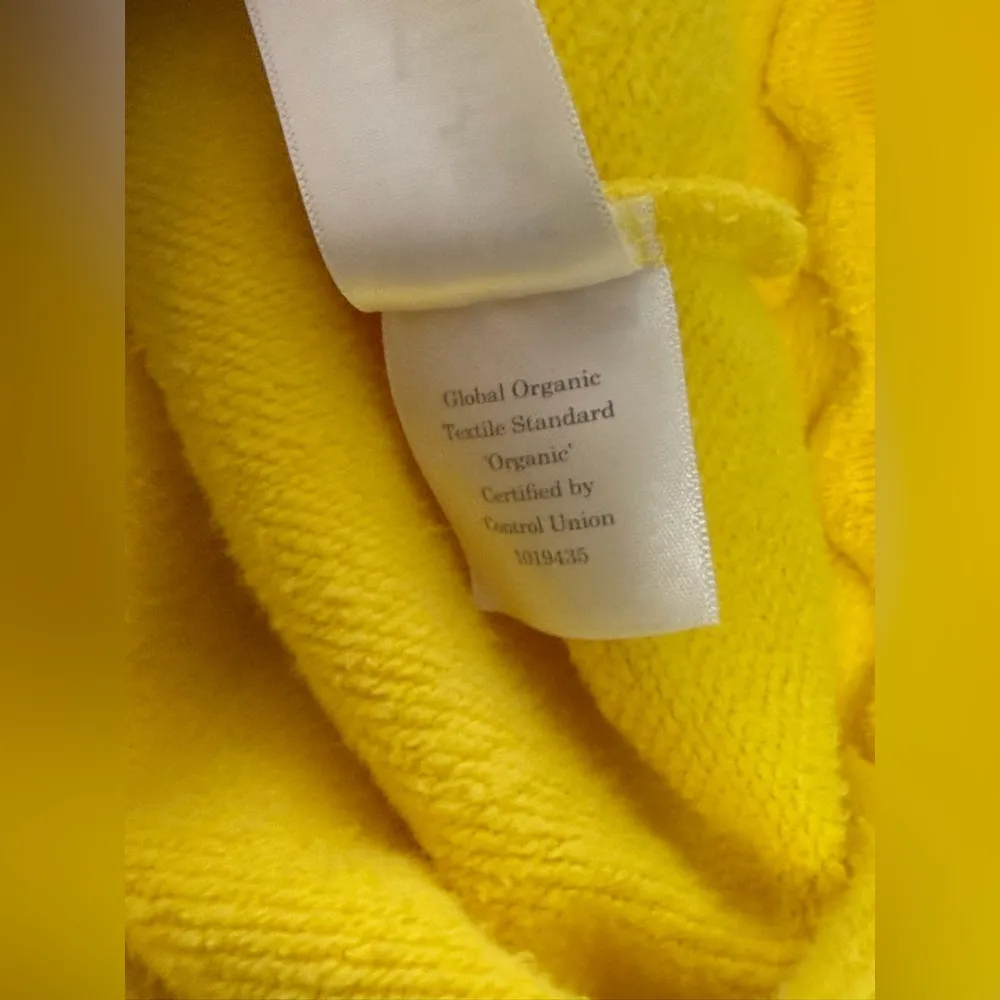 Global Organic
Textile Standard
'Organic'
Certified by
Control Union
1019435